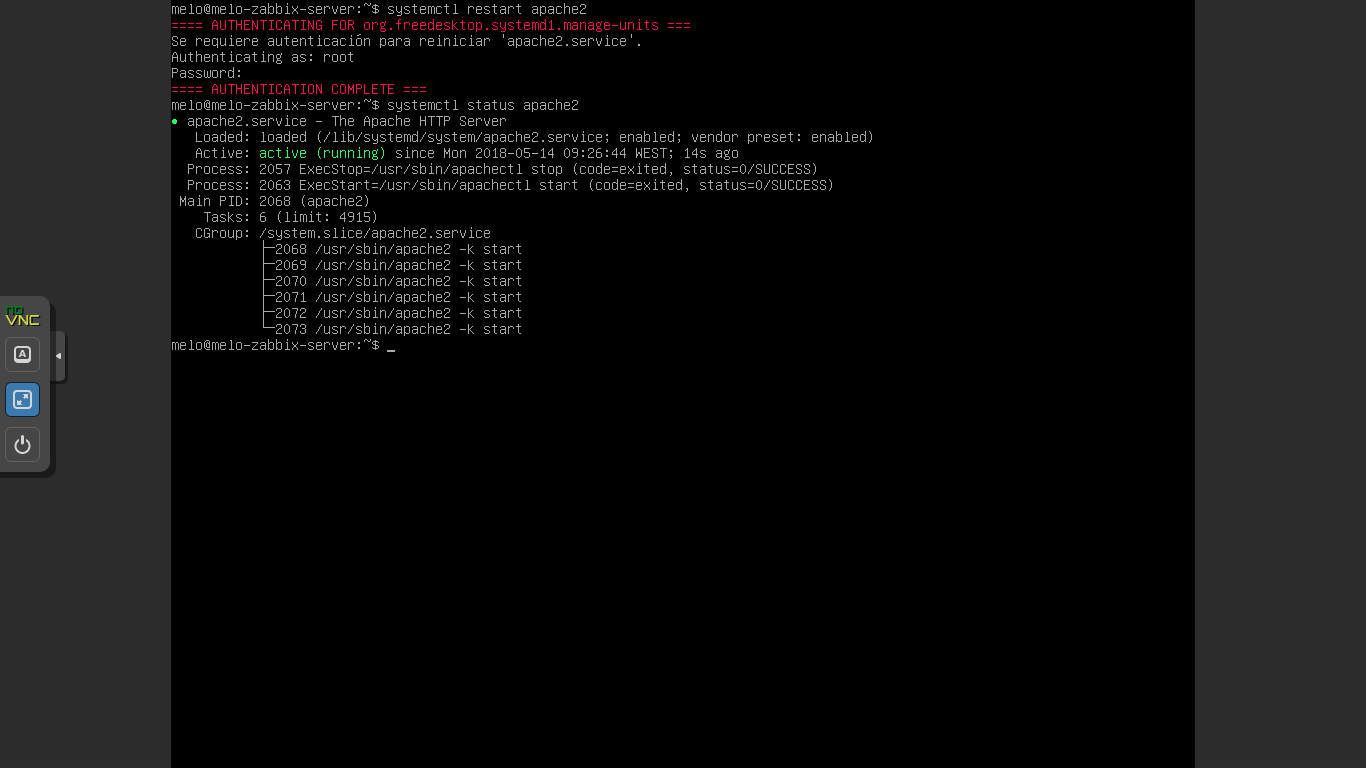 melo@melo-zabbix-server:~$ systemctl restart apache2
==== AUTHENTICATING FOR org.freedesktop.systemd1.manage-units ===
Se requiere autenticación para reiniciar 'apache2.service'.
Authenticating as: root
Password:
==== AUTHENTICATION COMPLETE ===
melo@melo-zabbix-server:~$ systemctl status apache2
● apache2.service - The Apache HTTP Server
   Loaded: loaded (/lib/systemd/system/apache2.service; enabled; vendor preset: enabled)
   Active: active (running) since Mon 2018-05-14 09:26:44 WEST; 14s ago
  Process: 2057 ExecStop=/usr/sbin/apachectl stop (code=exited, status=0/SUCCESS)
  Process: 2063 ExecStart=/usr/sbin/apachectl start (code=exited, status=0/SUCCESS)
 Main PID: 2068 (apache2)
    Tasks: 6 (limit: 4915)
   CGroup: /system.slice/apache2.service
           ├─2068 /usr/sbin/apache2 -k start
           ├─2069 /usr/sbin/apache2 -k start
           ├─2070 /usr/sbin/apache2 -k start
           ├─2071 /usr/sbin/apache2 -k start
           ├─2072 /usr/sbin/apache2 -k start
           └─2073 /usr/sbin/apache2 -k start
melo@melo-zabbix-server:~$ _
no
VNC
A